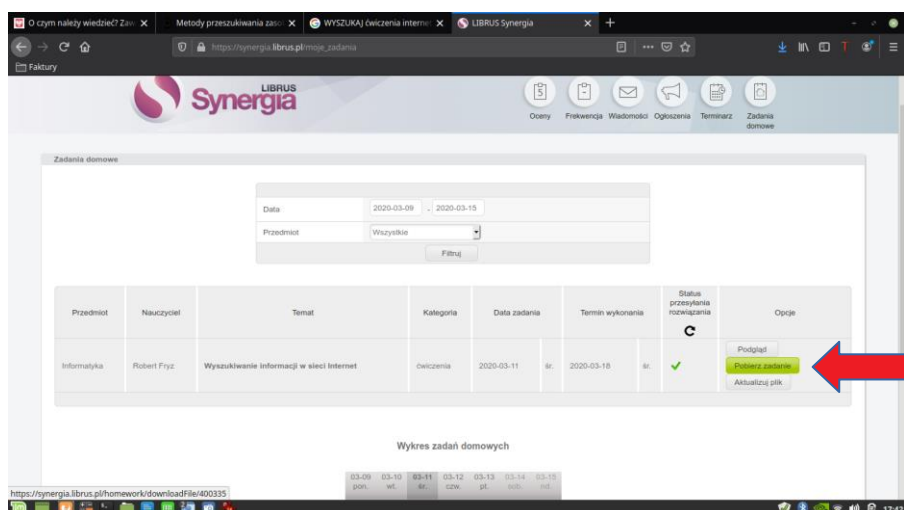 O czym należy wiedzieć? Zaw
Metody przeszukiwania zaso
WYSZUKAJ ćwiczenia interne
LIBRUS Synergia
https://synergia.librus.pl/moje_zadania
Faktury
LIBRUS
Synergia
Oceny
Frekwencja
Wiadomości
Ogłoszenia
Terminarz
Zadania
domowe
Zadania domowe
Data
2020-03-09 - 2020-03-15
Przedmiot
Wszystkie
Filtruj
Przedmiot
Nauczyciel
Temat
Kategoria
Data zadania
Termin wykonania
Status
przesyłania
rozwiązania
Opcje
Informatyka
Robert Fryz
Wyszukiwanie informacji w sieci Internet
ćwiczenia
2020-03-11
śr.
2020-03-18
śr.
Podgląd
Pobierz zadanie
Aktualizuj plik
Wykres zadań domowych
03-09 03-10 03-11 03-12 03-13 03-14 03-15
pon. wt. śr. czw. pt. sob. nd.
https://synergia.librus.pl/homework/downloadFile/400335
17:43